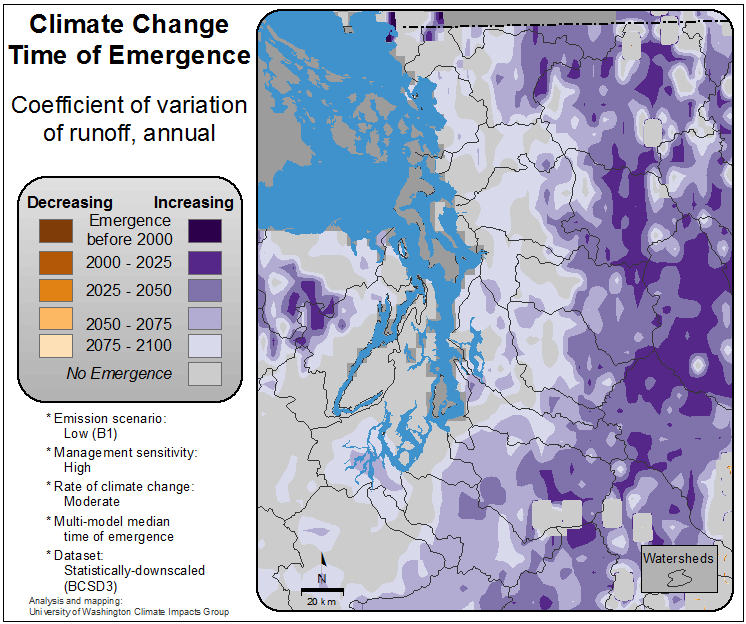 Climate Change
Time of Emergence
Coefficient of variation
of runoff, annual
Decreasing Increasing
Emergence
before 2000
2000 - 2025
2025 - 2050
2050 - 2075
2075 - 2100
No Emergence
* Emission scenario:
Low (B1)
* Management sensitivity:
High
* Rate of climate change:
Moderate
* Multi-model median
time of emergence
* Dataset:
Statistically-downscaled
(BCSD3)
Analysis and mapping:
University of Washington Climate Impacts Group
N
20 km
Watersheds